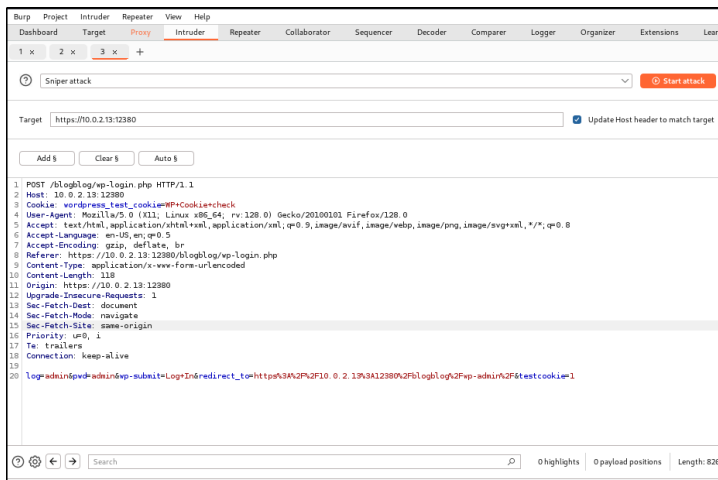 Burp Project Intruder Repeater View Help
Dashboard Target Proxy Intruder Repeater Collaborator Sequencer Decoder Comparer Logger Organizer Extensions Lear
1 × 2 × 3 × +
? Sniper attack Start attack
Target https://10.0.2.13:12380 Update Host header to match target
Add § Clear § Auto §
1 POST /blogblog/wp-login.php HTTP/1.1
2 Host: 10.0.2.13:12380
3 Cookie: wordpress_test_cookie=WP+Cookie+check
4 User-Agent: Mozilla/5.0 (X11; Linux x86_64; rv:128.0) Gecko/20100101 Firefox/128.0
5 Accept: text/html,application/xhtml+xml,application/xml;q=0.9,image/avif,image/webp,image/png,image/svg+xml,*/*;q=0.8
6 Accept-Language: en-US,en;q=0.5
7 Accept-Encoding: gzip, deflate, br
8 Referer: https://10.0.2.13:12380/blogblog/wp-login.php
9 Content-Type: application/x-www-form-urlencoded
10 Content-Length: 118
11 Origin: https://10.0.2.13:12380
12 Upgrade-Insecure-Requests: 1
13 Sec-Fetch-Dest: document
14 Sec-Fetch-Mode: navigate
15 Sec-Fetch-Site: same-origin
16 Priority: u=0, i
17 Te: trailers
18 Connection: keep-alive
19
20 log=admin&pwd=admin&wp-submit=Log+In&redirect_to=https%3A%2F%2F10.0.2.13%3A12380%2Fblogblog%2Fwp-admin%2F&testcookie=1
? Search 0 highlights 0 payload positions Length: 826